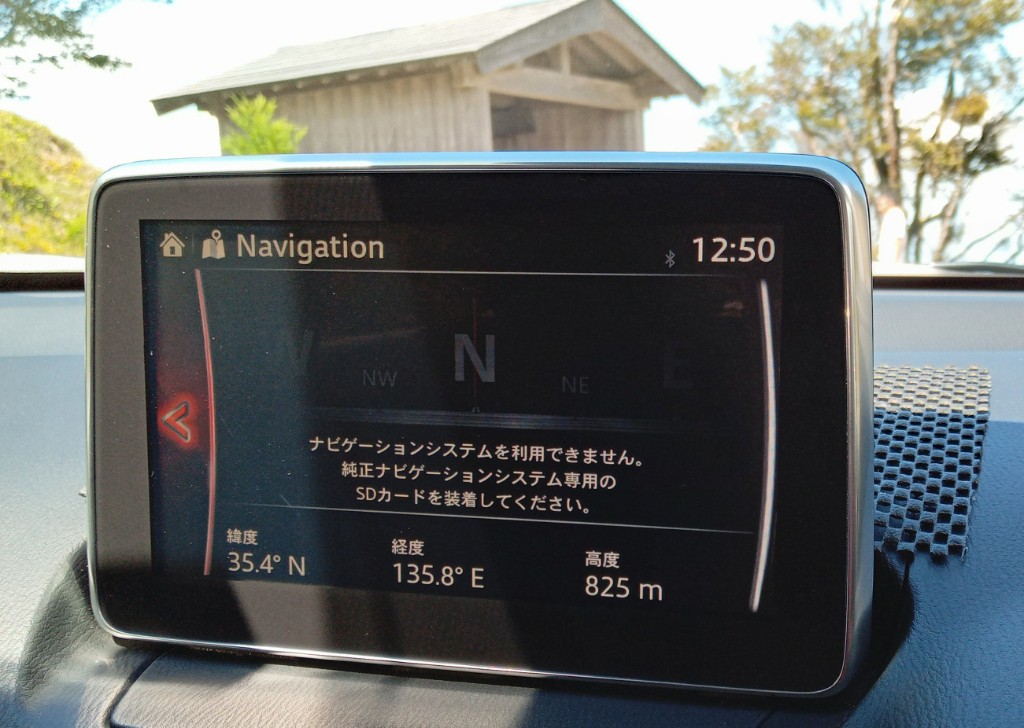 Navigation
12:50
W NW N NE E
ナビゲーションシステムを利用できません。
純正ナビゲーションシステム専用の
SDカードを装着してください。
緯度 経度 高度
35.4° N 135.8° E 825 m